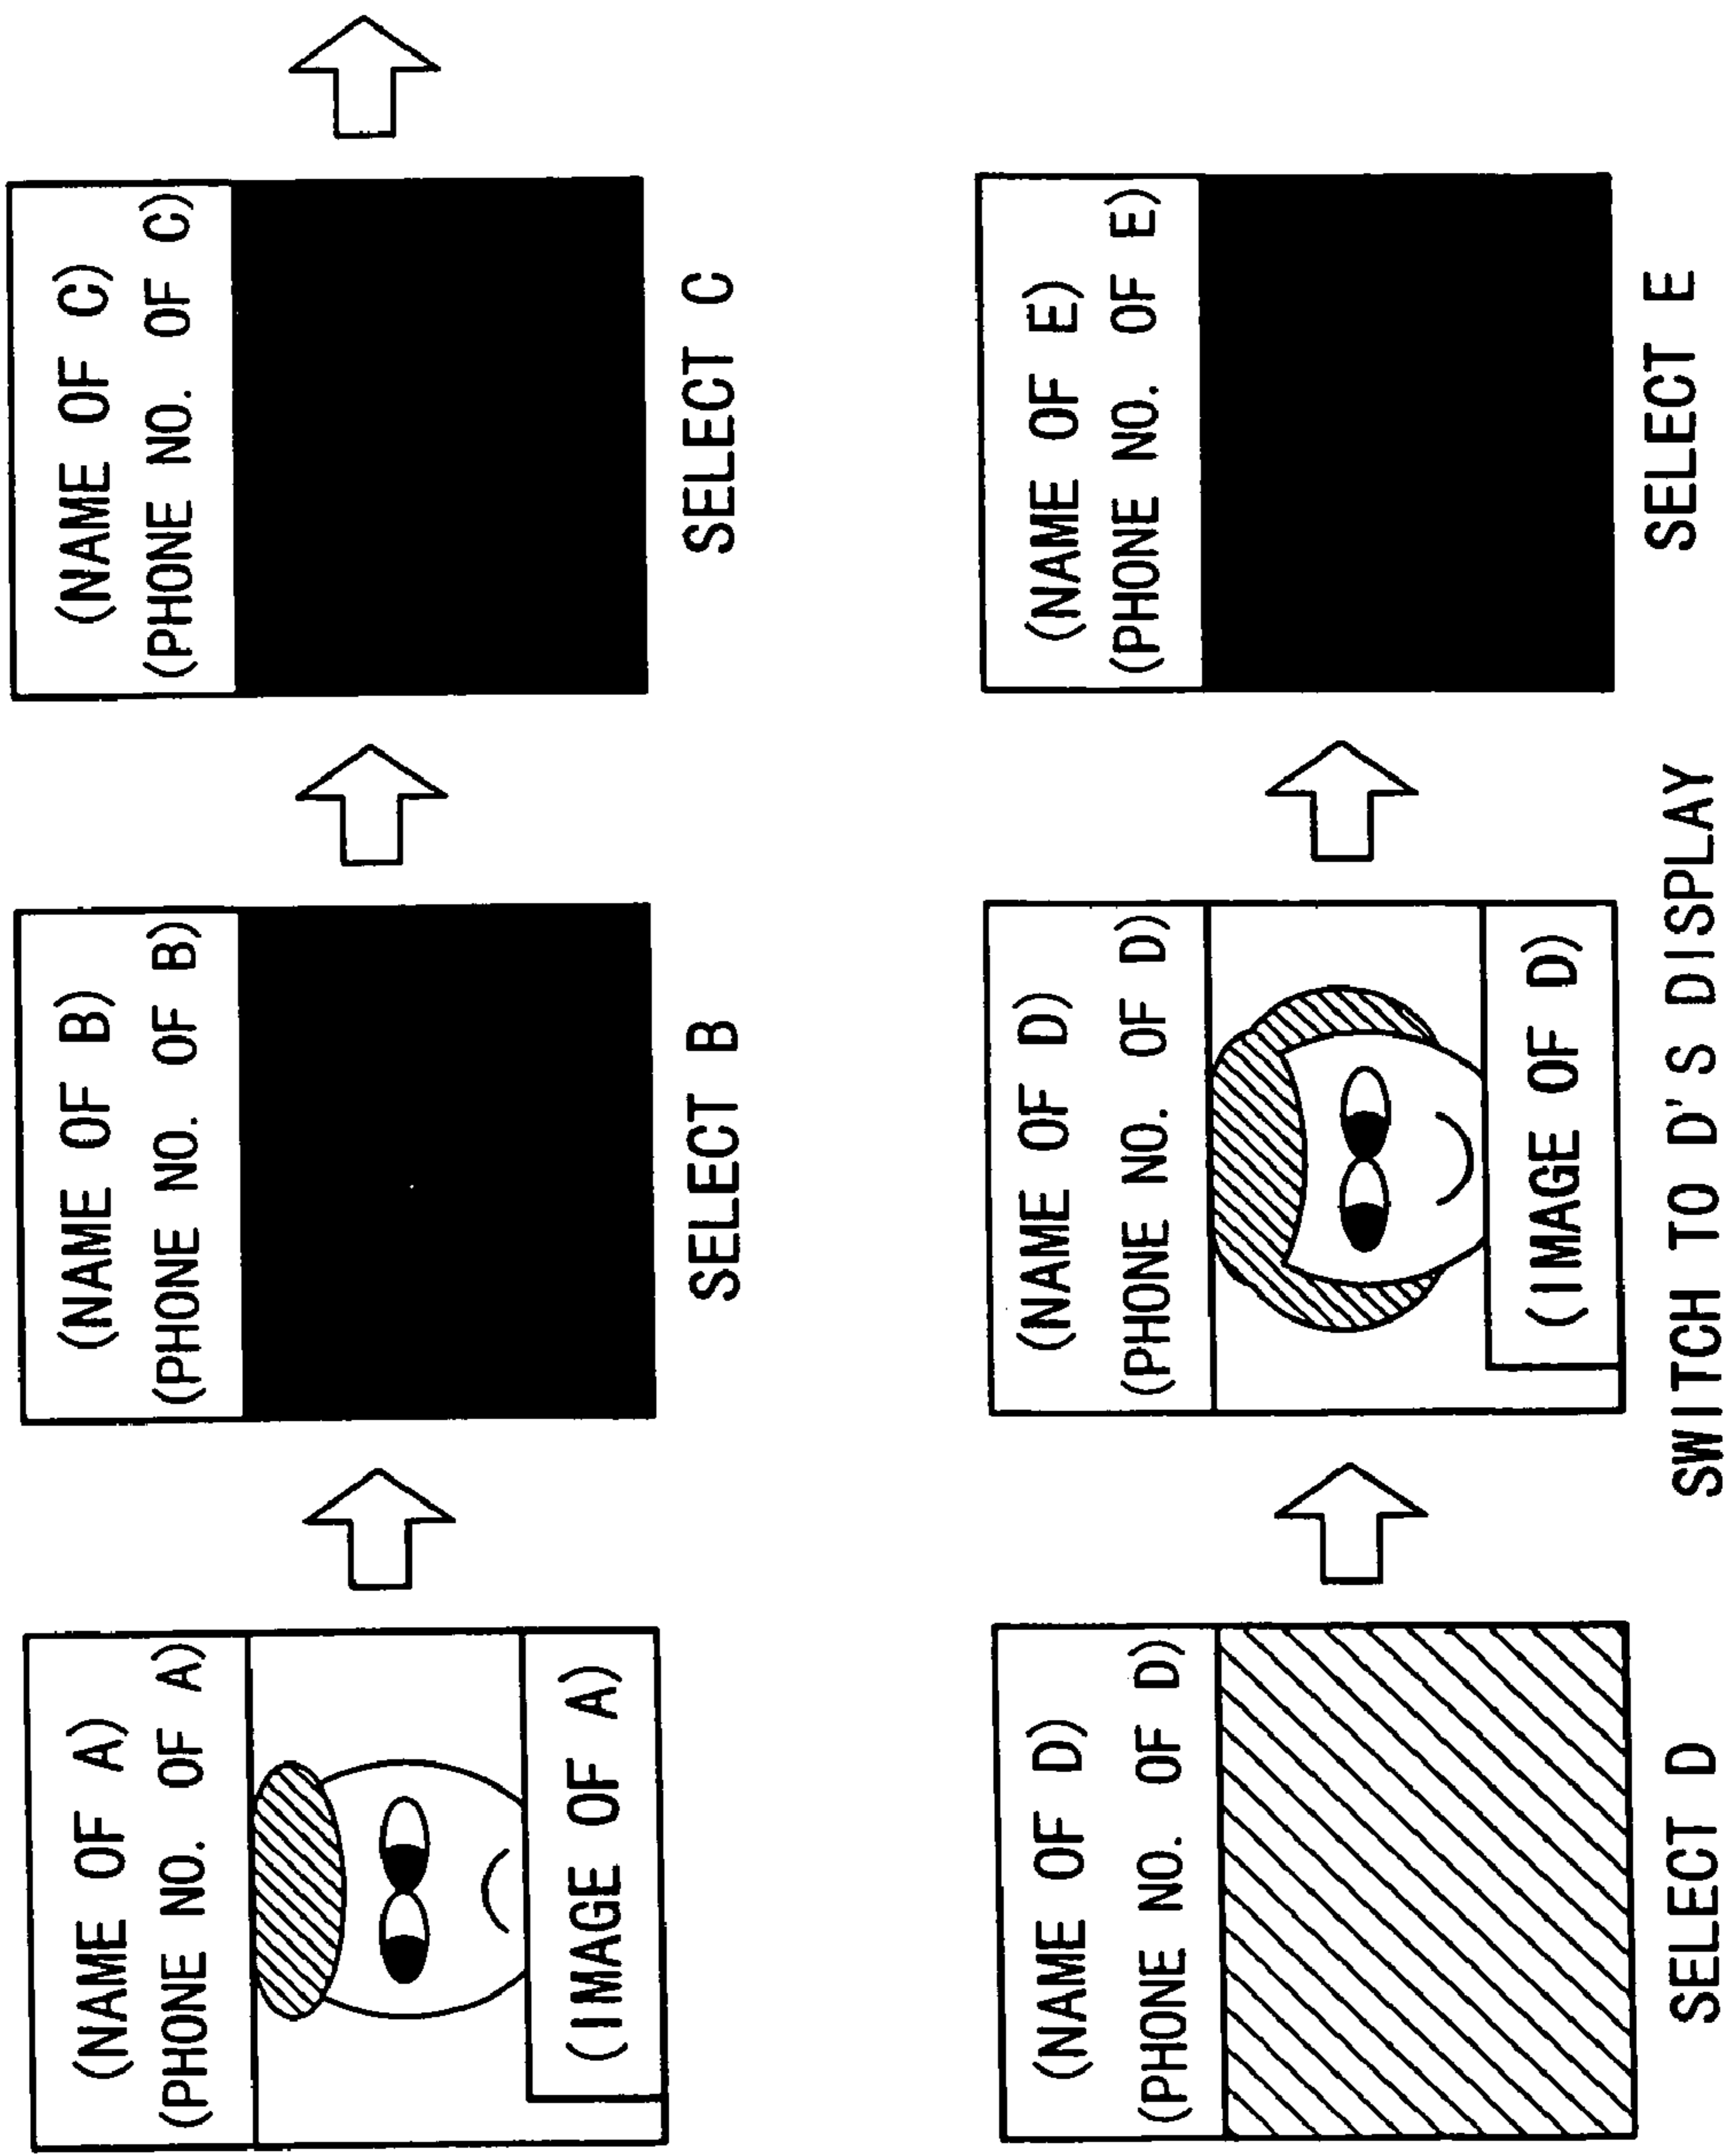 (NAME OF A)
(PHONE NO. OF A)
(IMAGE OF A)
(NAME OF B)
(PHONE NO. OF B)
SELECT B
(NAME OF C)
(PHONE NO. OF C)
SELECT C
(NAME OF D)
(PHONE NO. OF D)
SELECT D
(NAME OF D)
(PHONE NO. OF D)
(IMAGE OF D)
SWITCH TO D'S DISPLAY
(NAME OF E)
(PHONE NO. OF E)
SELECT E